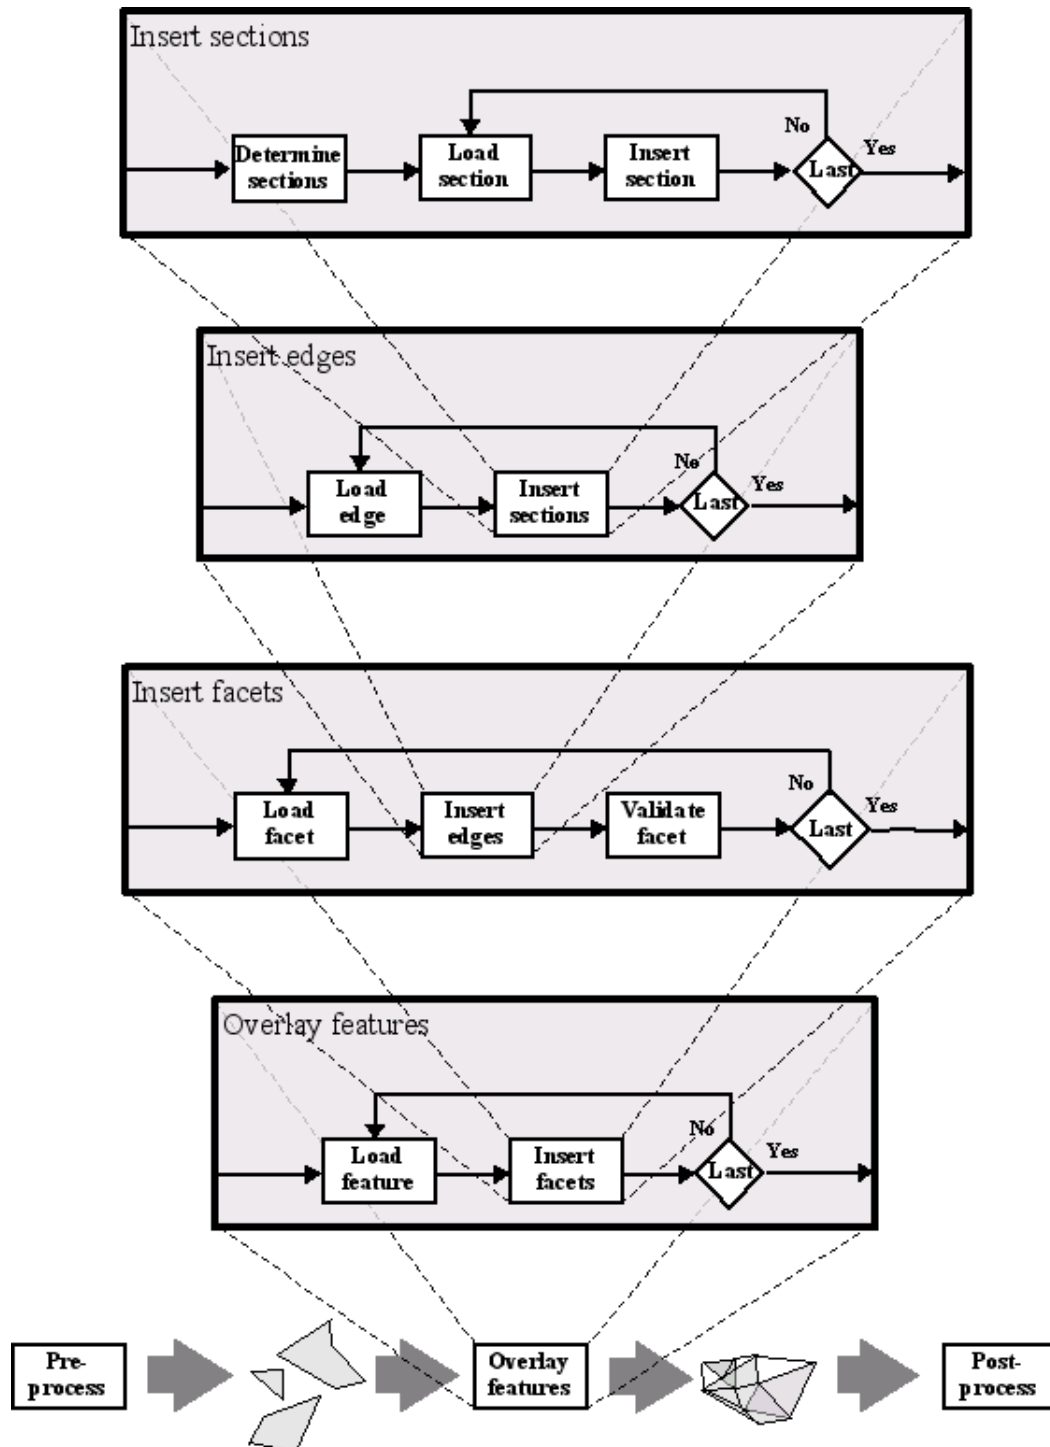 Insert sections
No
Yes
Determine
sections
Load
section
Insert
section
Last
Insert edges
No
Yes
Load
edge
Insert
sections
Last
Insert facets
No
Yes
Load
facet
Insert
edges
Validate
facet
Last
Overlay features
No
Yes
Load
feature
Insert
facets
Last
Pre-
process
Overlay
features
Post-
process